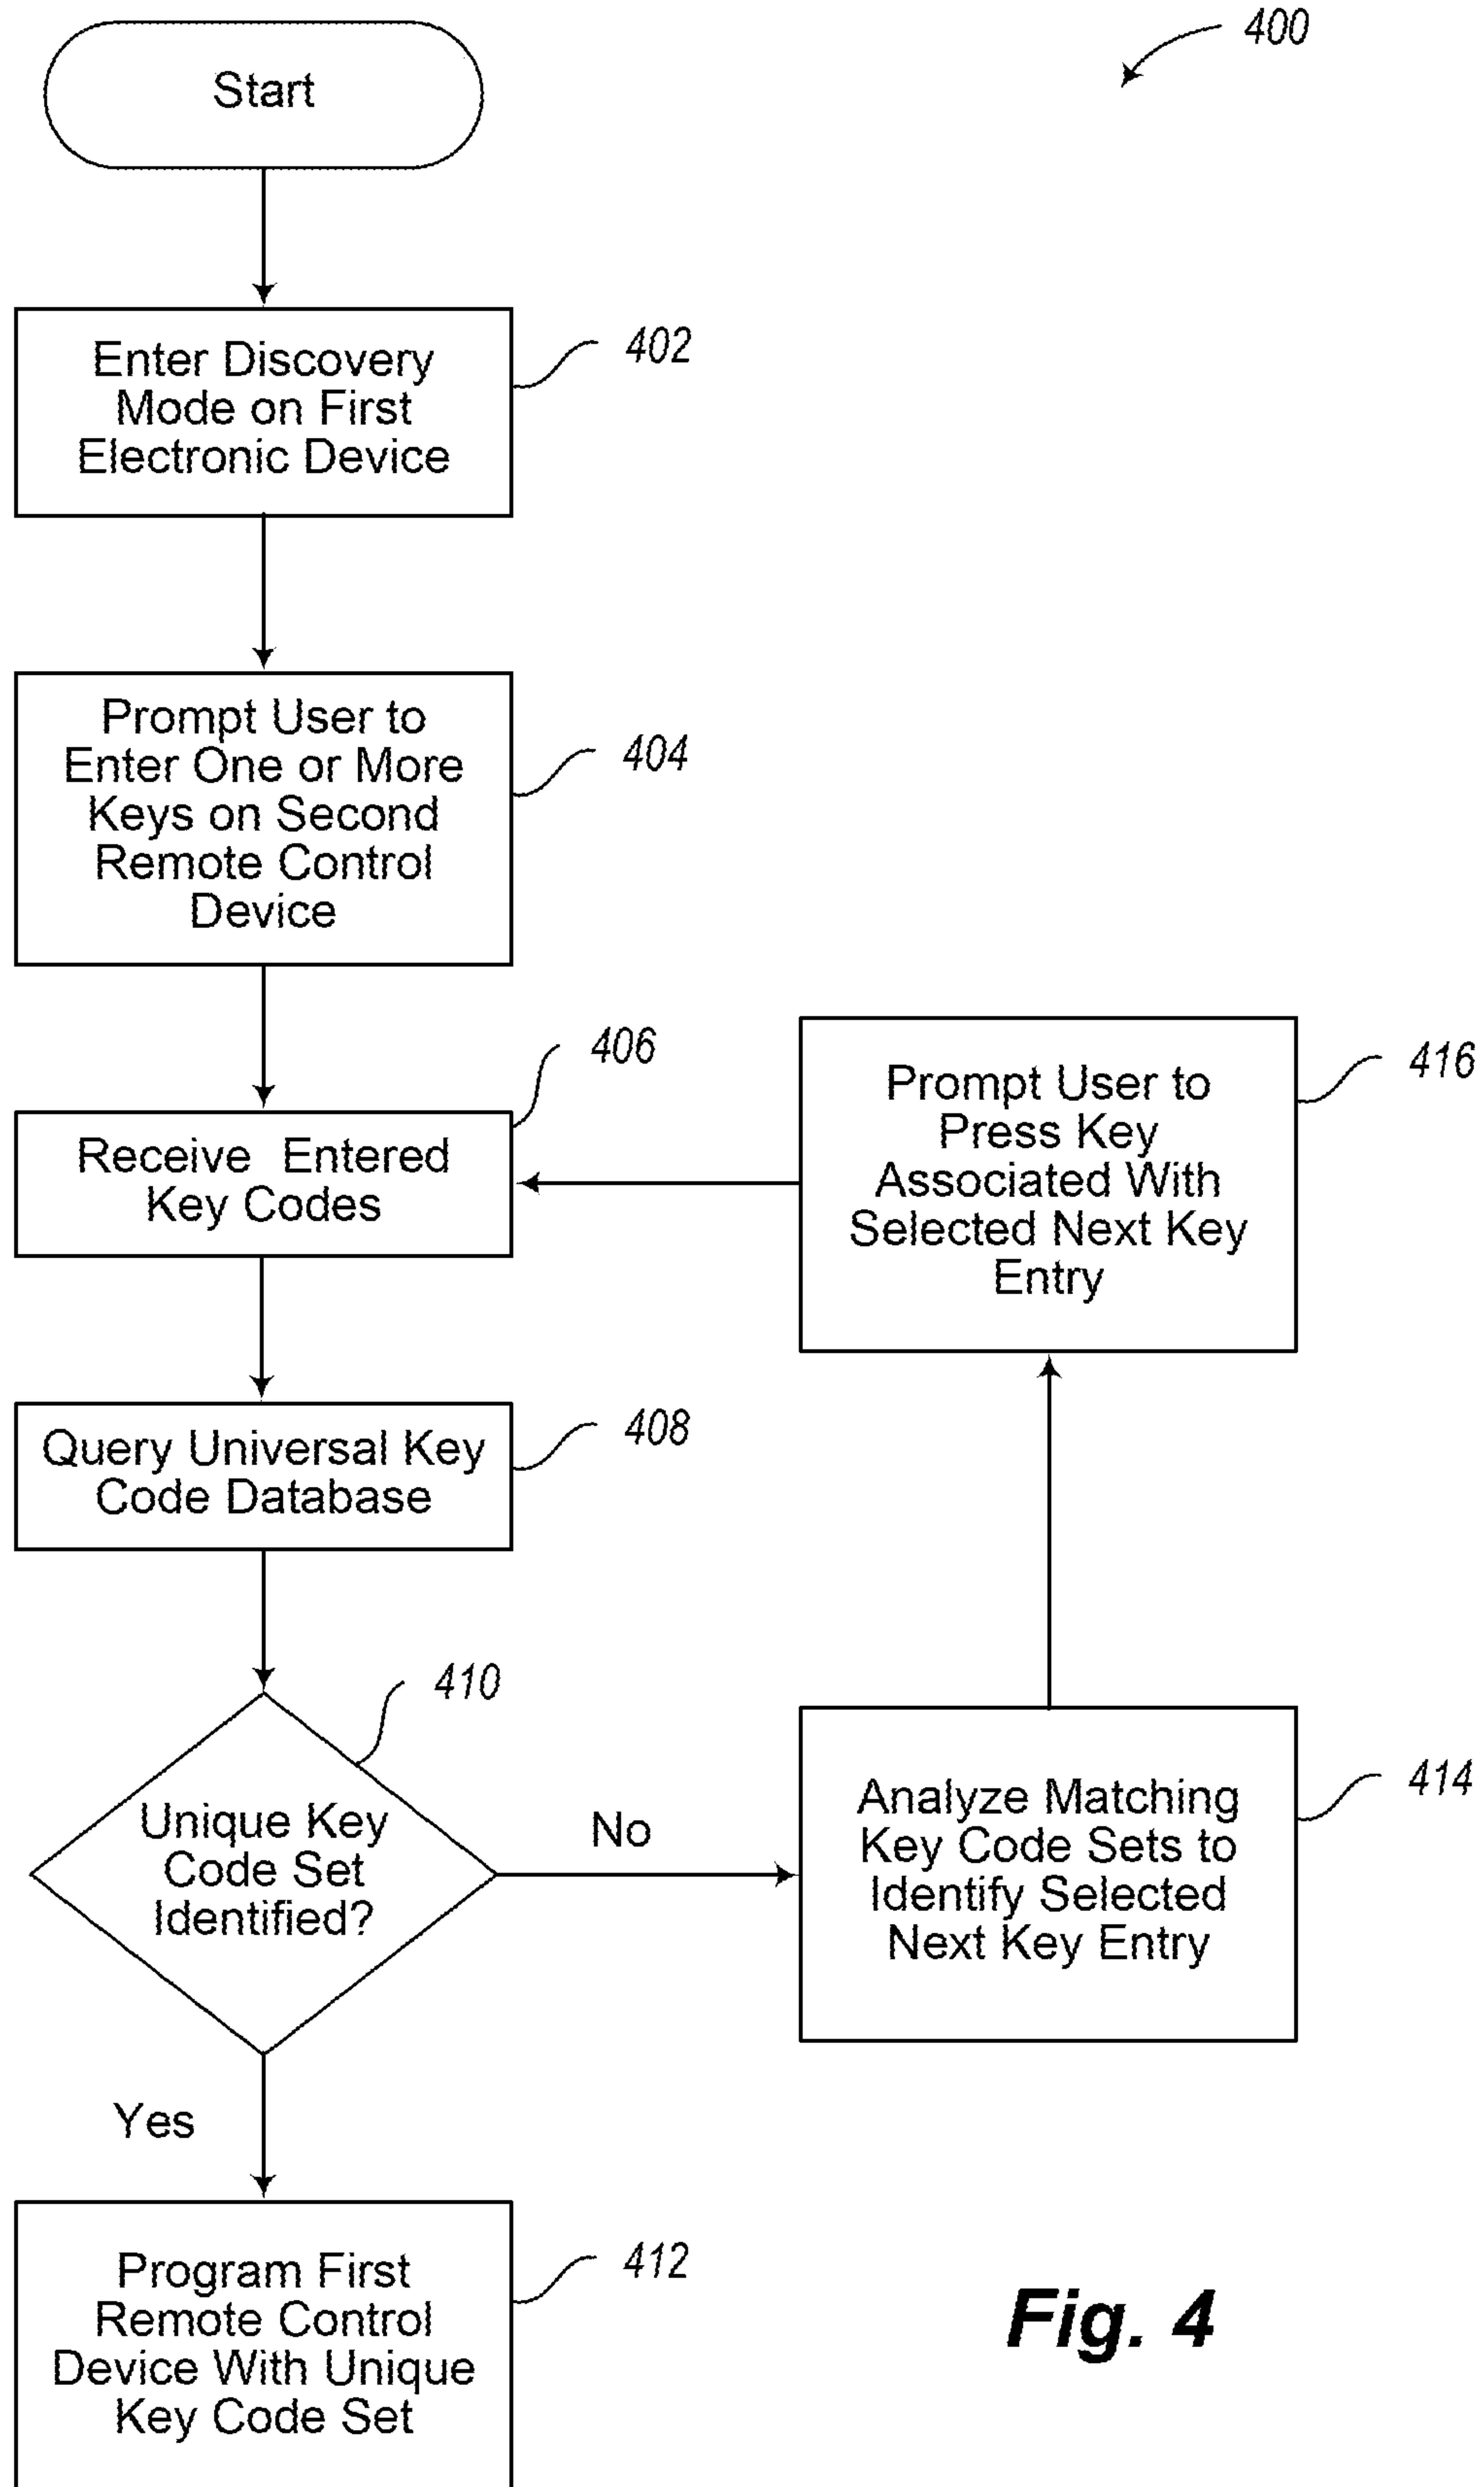 400
Start
Enter Discovery
Mode on First
Electronic Device
402
Prompt User to
Enter One or More
Keys on Second
Remote Control
Device
404
406
Receive Entered
Key Codes
Prompt User to
Press Key
Associated With
Selected Next Key
Entry
416
Query Universal Key
Code Database
408
410
Unique Key
Code Set
Identified?
No
Analyze Matching
Key Code Sets to
Identify Selected
Next Key Entry
414
Yes
Program First
Remote Control
Device With Unique
Key Code Set
412
Fig. 4